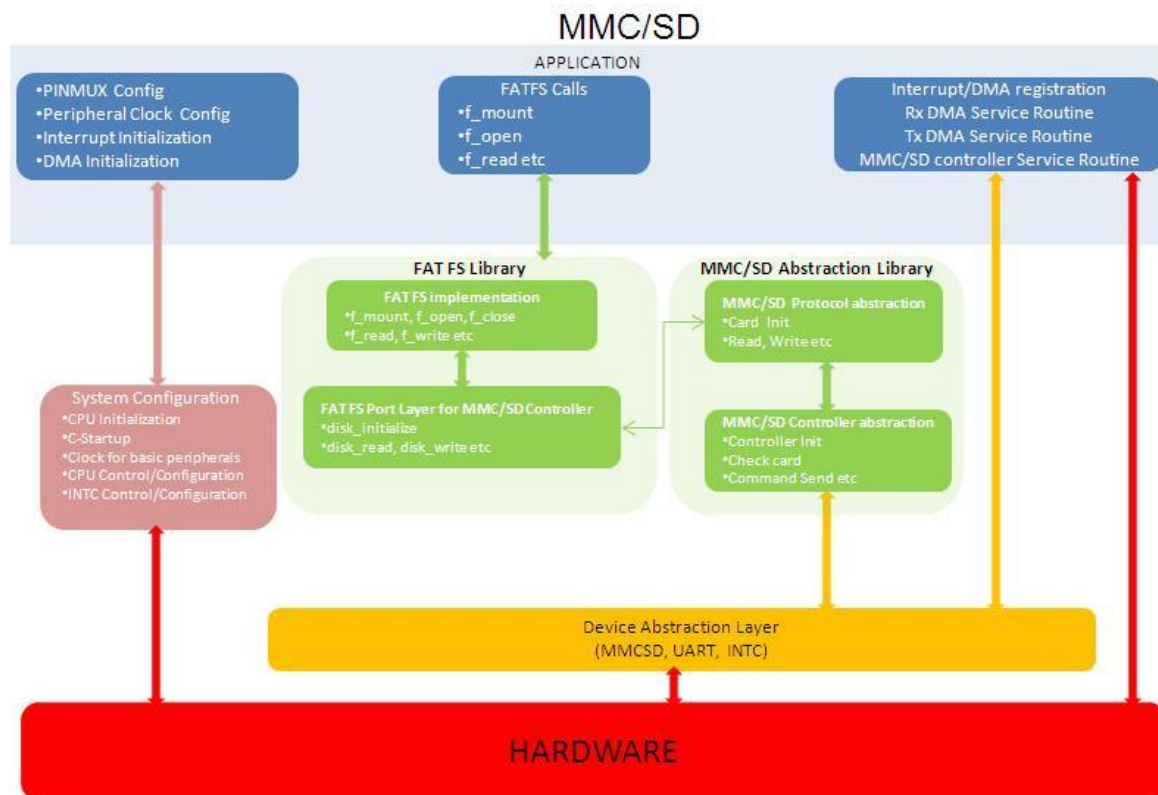 MMC/SD
APPLICATION
•PINMUX Config
•Peripheral Clock Config
•Interrupt Initialization
•DMA Initialization
FATFS Calls
•f_mount
•f_open
•f_read etc
Interrupt/DMA registration
Rx DMA Service Routine
Tx DMA Service Routine
MMC/SD controller Service Routine
FAT FS Library
FAT FS implementation
•f_mount, f_open, f_close
•f_read, f_write etc
FAT FS Port Layer for MMC/SD Controller
•disk_initialize
•disk_read, disk_write etc
MMC/SD Abstraction Library
MMC/SD Protocol abstraction
•Card Init
•Read, Write etc
MMC/SD Controller abstraction
•Controller Init
•Check card
•Command Send etc
System Configuration
•CPU Initialization
•C-Startup
•Clock for basic peripherals
•CPU Control/Configuration
•INTC Control/Configuration
Device Abstraction Layer
(MMCSD, UART, INTC)
HARDWARE